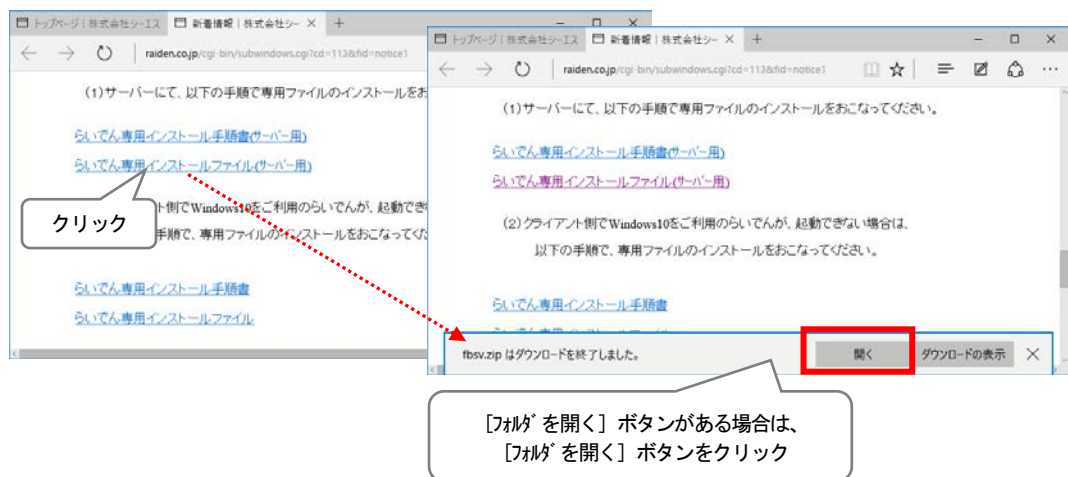 トップページ | 株式会社シーエス
新着情報 | 株式会社シー
raiden.co.jp/cgi-bin/subwindows.cgi?cd=113&fid=notice1
(1)サーバーにて、以下の手順で専用ファイルのインストールをお
らいでん専用インストール手順書(サーバー用)
らいでん専用インストールファイル(サーバー用)
クリック
ト側でWindows10をご利用のらいでんが、起動でき
手順で、専用ファイルのインストールをおこなってくだ
らいでん専用インストール手順書
らいでん専用インストールファイル
トップページ | 株式会社シーエス
新着情報 | 株式会社シー
raiden.co.jp/cgi-bin/subwindows.cgi?cd=113&fid=notice1
(1)サーバーにて、以下の手順で専用ファイルのインストールをおこなってください。
らいでん専用インストール手順書(サーバー用)
らいでん専用インストールファイル(サーバー用)
(2)クライアント側でWindows10をご利用のらいでんが、起動できない場合は、
以下の手順で、専用ファイルのインストールをおこなってください。
らいでん専用インストール手順書
fbsv.zip はダウンロードを終了しました。
開く
ダウンロードの表示
[ﾌｫﾙﾀﾞを開く] ボタンがある場合は、
[ﾌｫﾙﾀﾞを開く] ボタンをクリック